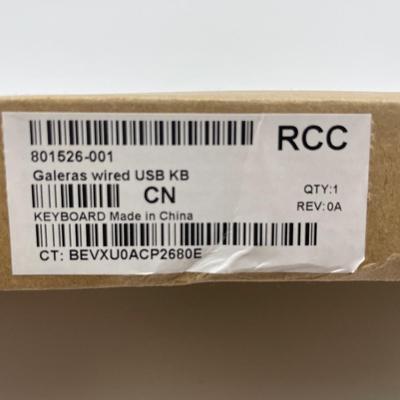 RCC
801526-001
Galeras wired USB KB
CN
QTY:1
REV:0A
KEYBOARD Made in China
CT: BEVXU0ACP2680E